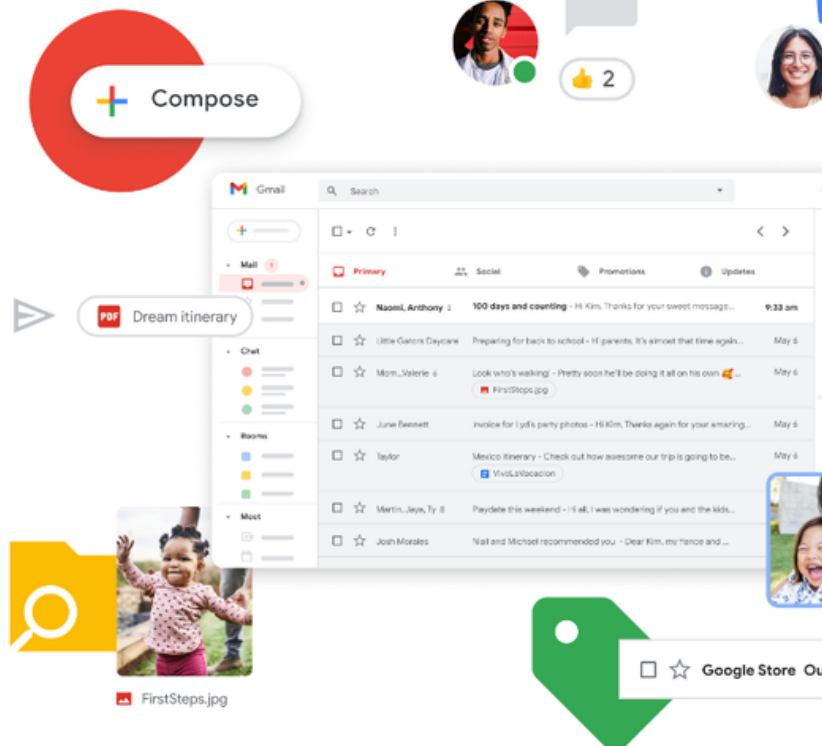 Compose
👍 2
Gmail
Search
Mail 1
Primary
Social
Promotions
Updates
Naomi, Anthony 2 100 days and counting - Hi Kim, Thanks for your sweet message... 9:33 am
PDF Dream itinerary
Little Gators Daycare Preparing for back to school - Hi parents, It's almost that time again... May 6
Chat
Mom...Valerie 6 Look who's walking! - Pretty soon he'll be doing it all on his own 🥰 ... May 6
FirstSteps.jpg
June Bennett Invoice for Lyd's party photos - Hi Kim, Thanks again for your amazing... May 6
Rooms
Taylor Mexico itinerary - Check out how awesome our trip is going to be... May 6
VivaLaVacacion
Meet
Martin, Jaya, Ty 8 Playdate this weekend - Hi all, I was wondering if you and the kids...
Josh Morales Niall and Michael recommended you - Dear Kim, my fiance and ...
Google Store Ou
FirstSteps.jpg